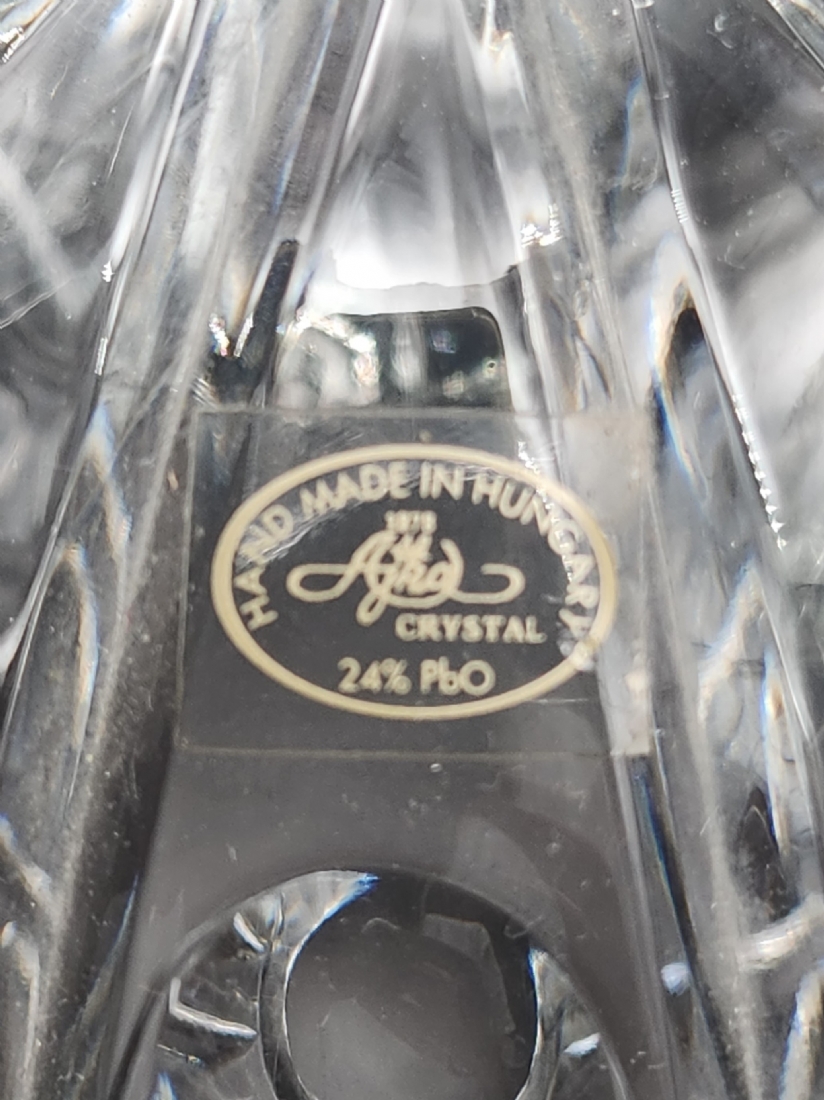 HAND MADE IN HUNGARY
1878
Ajka
CRYSTAL
24% PbO